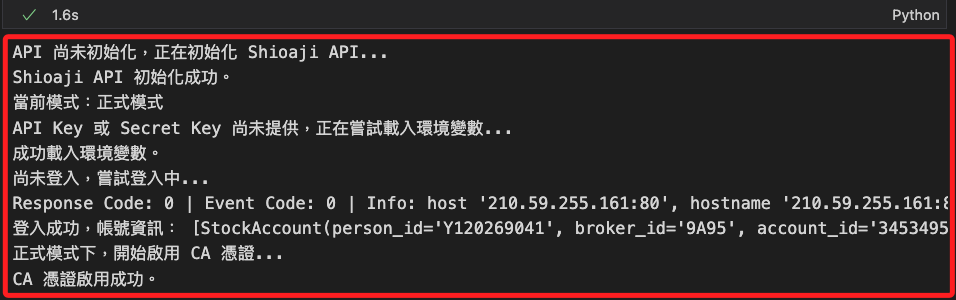 1.6s
Python
API 尚未初始化，正在初始化 Shioaji API...
Shioaji API 初始化成功。
當前模式：正式模式
API Key 或 Secret Key 尚未提供，正在嘗試載入環境變數...
成功載入環境變數。
尚未登入，嘗試登入中...
Response Code: 0 | Event Code: 0 | Info: host '210.59.255.161:80', hostname '210.59.255.161:8
登入成功，帳號資訊： [StockAccount(person_id='Y120269041', broker_id='9A95', account_id='3453495
正式模式下，開始啟用 CA 憑證...
CA 憑證啟用成功。